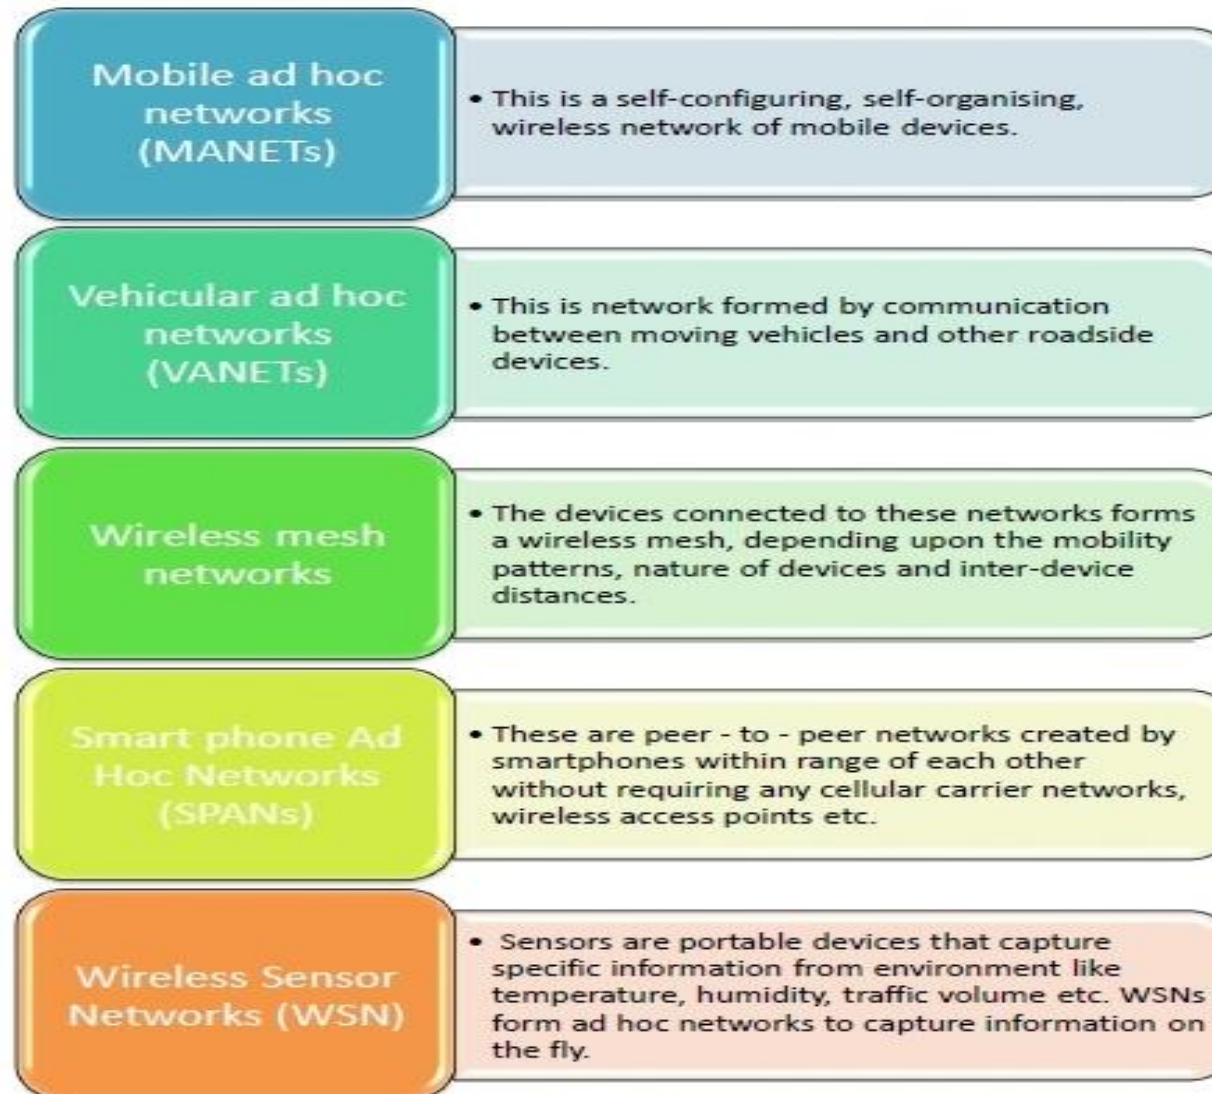 Mobile ad hoc
networks
(MANETs)
• This is a self-configuring, self-organising,
wireless network of mobile devices.
Vehicular ad hoc
networks
(VANETs)
• This is network formed by communication
between moving vehicles and other roadside
devices.
Wireless mesh
networks
• The devices connected to these networks forms
a wireless mesh, depending upon the mobility
patterns, nature of devices and inter-device
distances.
Smart phone Ad
Hoc Networks
(SPANs)
• These are peer - to - peer networks created by
smartphones within range of each other
without requiring any cellular carrier networks,
wireless access points etc.
Wireless Sensor
Networks (WSN)
• Sensors are portable devices that capture
specific information from environment like
temperature, humidity, traffic volume etc. WSNs
form ad hoc networks to capture information on
the fly.